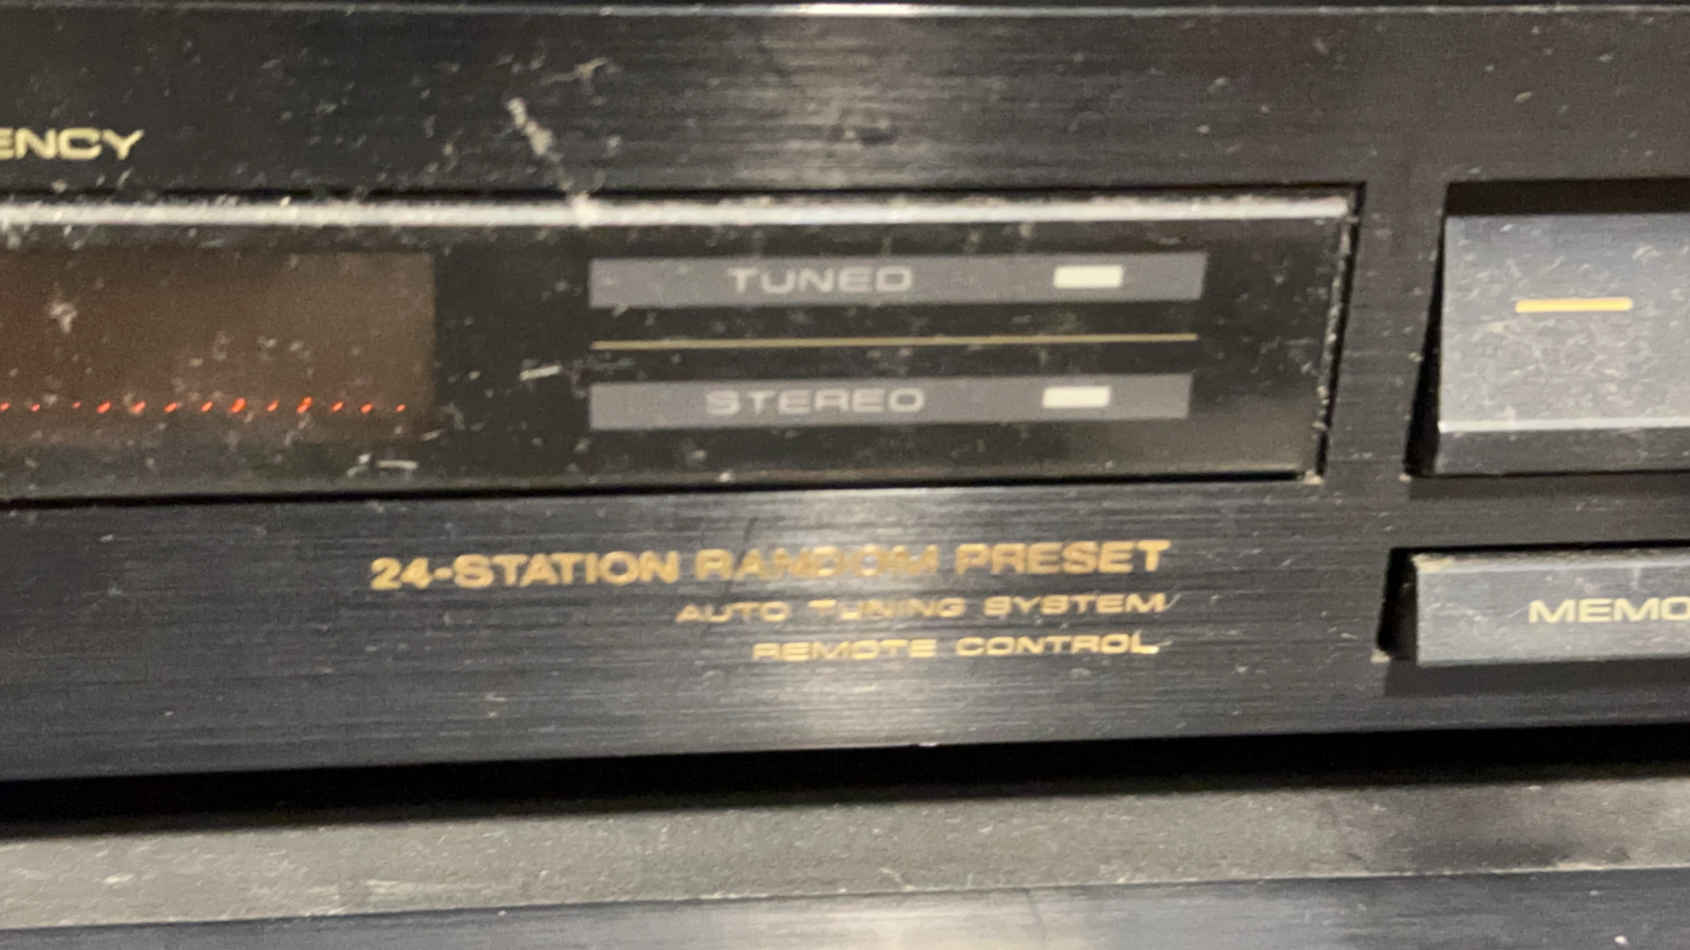 ENCY
TUNED
STEREO
24-STATION RANDOM PRESET
AUTO TUNING SYSTEM
REMOTE CONTROL
MEMO